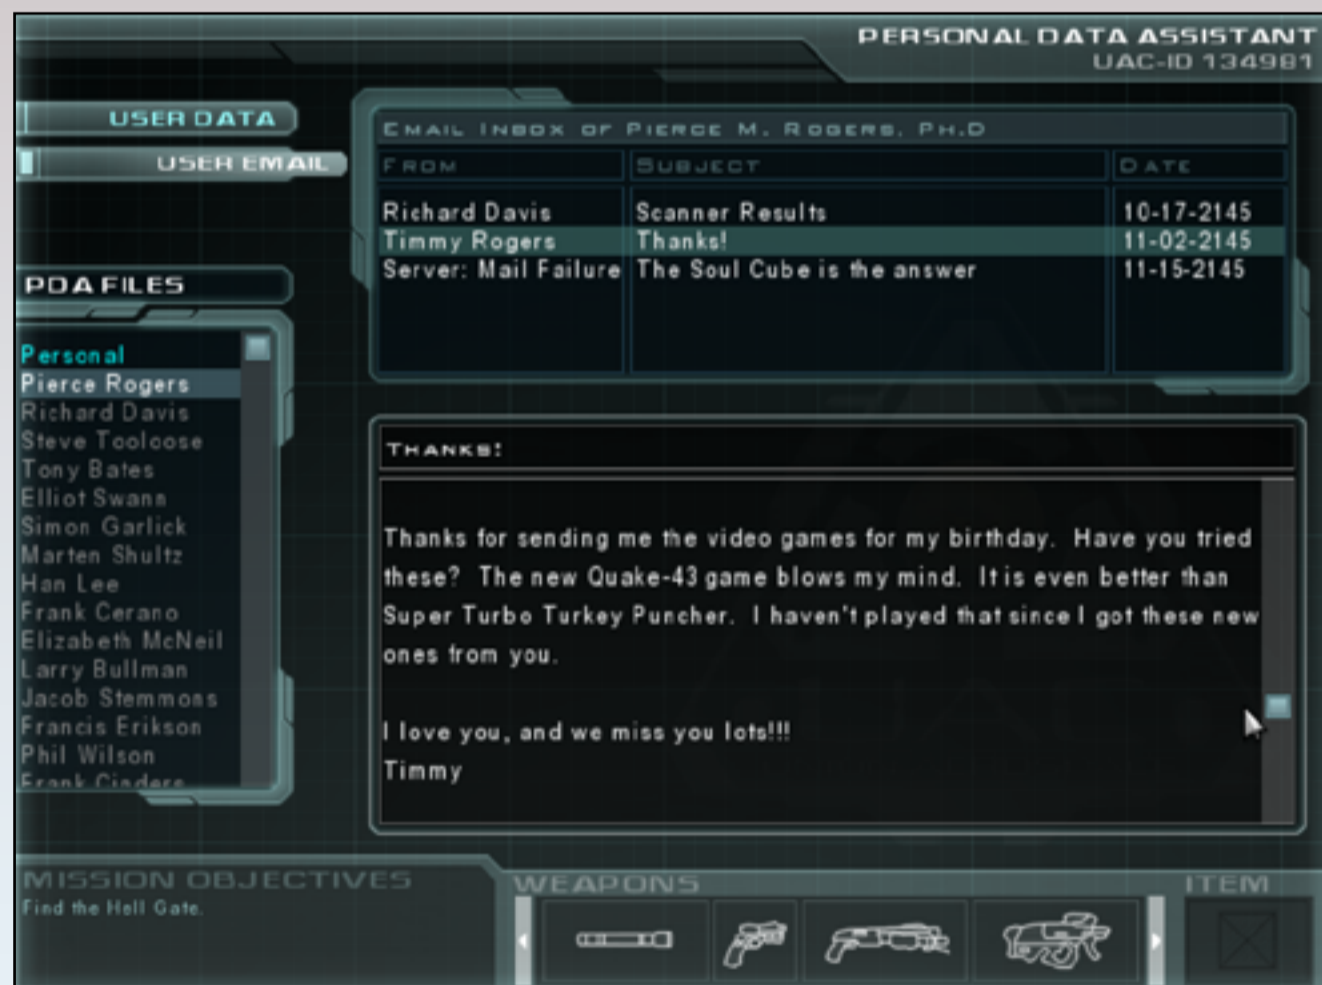 PERSONAL DATA ASSISTANT
UAC-ID 134981
USER DATA
USER EMAIL
EMAIL INBOX OF PIERCE M. ROGERS, PH.D
FROM SUBJECT DATE
Richard Davis Scanner Results 10-17-2145
Timmy Rogers Thanks! 11-02-2145
Server: Mail Failure The Soul Cube is the answer 11-15-2145
PDA FILES
Personal
Pierce Rogers
Richard Davis
Steve Tooloose
Tony Bates
Elliot Swann
Simon Garlick
Marten Shultz
Han Lee
Frank Cerano
Elizabeth McNeil
Larry Bullman
Jacob Stemmons
Francis Erikson
Phil Wilson
Frank Cinders
THANKS!
Thanks for sending me the video games for my birthday. Have you tried
these? The new Quake-43 game blows my mind. It is even better than
Super Turbo Turkey Puncher. I haven't played that since I got these new
ones from you.
I love you, and we miss you lots!!!
Timmy
MISSION OBJECTIVES
Find the Hell Gate.
WEAPONS
ITEM